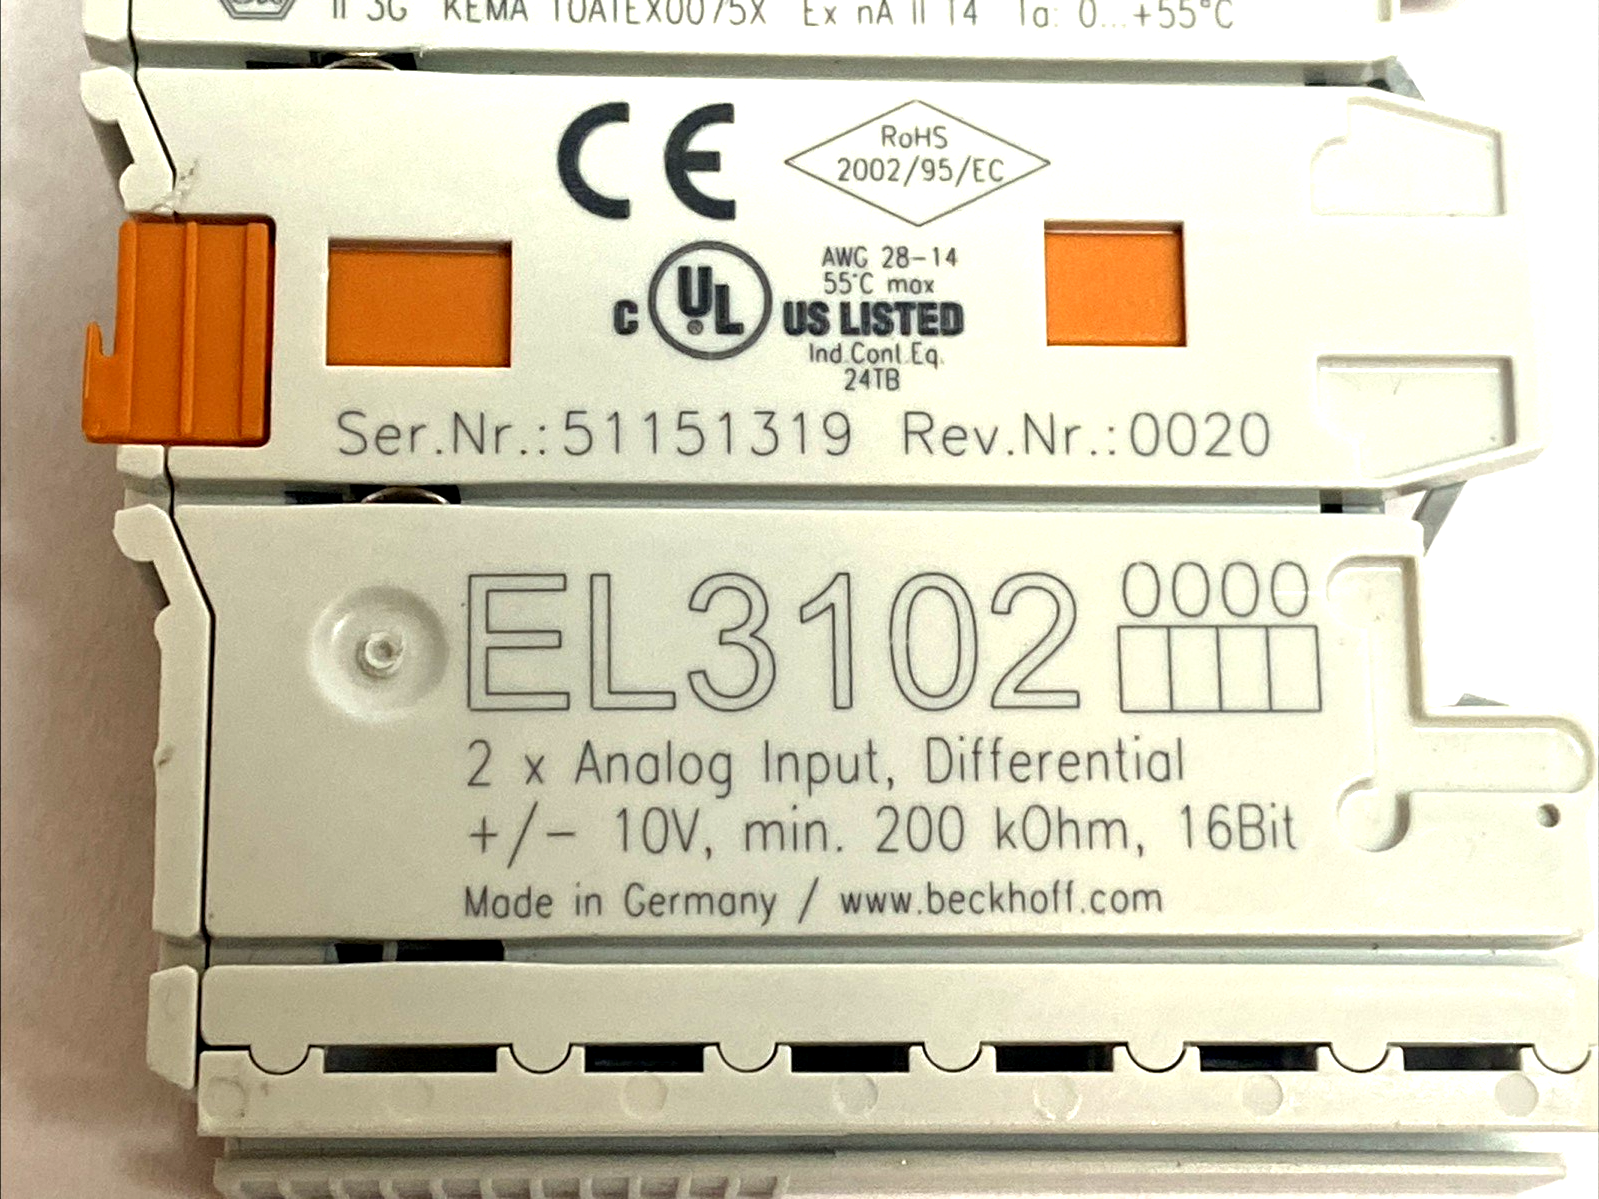 II 3G KEMA 10ATEX0075X Ex nA II T4 Ta: 0...+55°C
CE
RoHS
2002/95/EC
AWG 28-14
55°C max
C UL US LISTED
Ind.Cont.Eq.
24TB
Ser.Nr.:51151319 Rev.Nr.:0020
EL3102 0000
2 x Analog Input, Differential
+/- 10V, min. 200 kOhm, 16Bit
Made in Germany / www.beckhoff.com